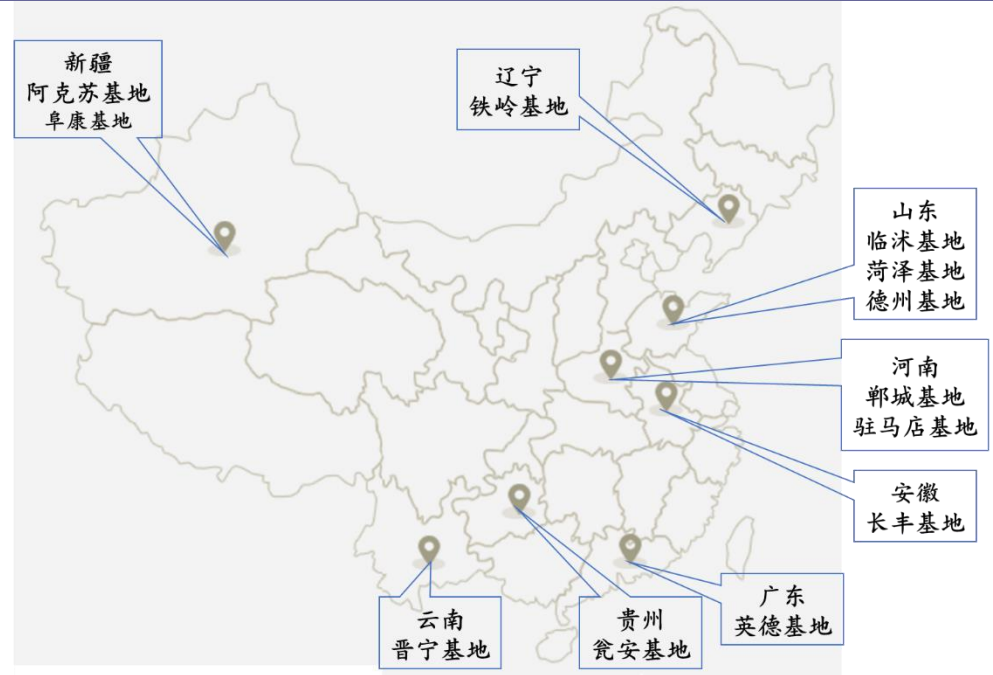 新疆
阿克苏基地
阜康基地
辽宁
铁岭基地
山东
临沭基地
菏泽基地
德州基地
河南
郸城基地
驻马店基地
安徽
长丰基地
云南
晋宁基地
贵州
瓮安基地
广东
英德基地